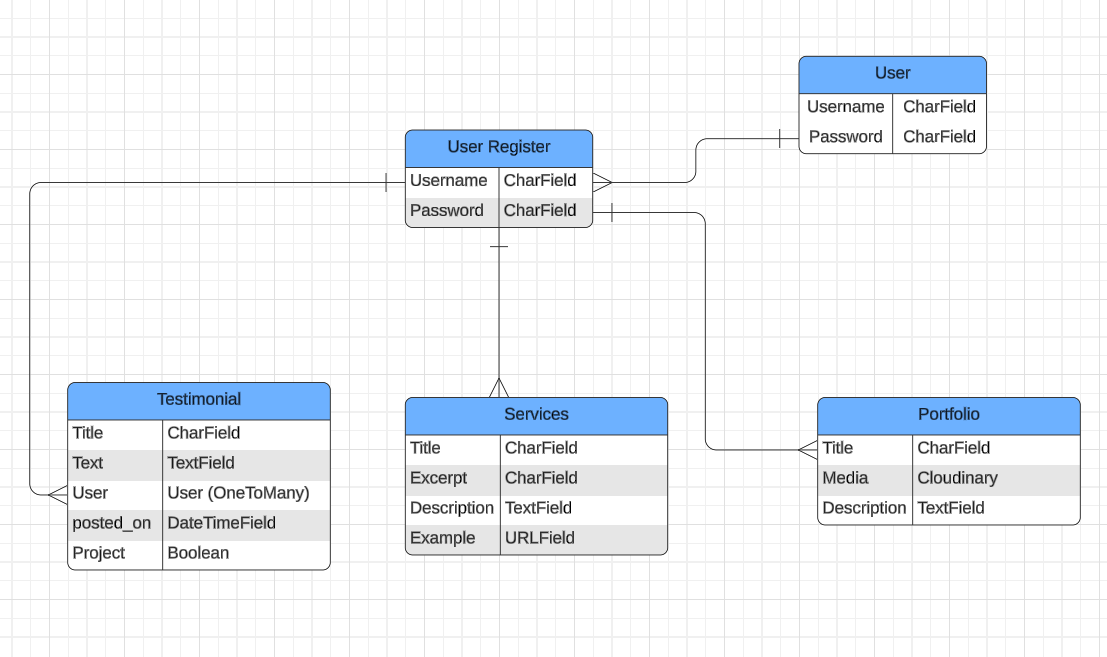 User
Username CharField
Password CharField
User Register
Username CharField
Password CharField
Testimonial
Title CharField
Text TextField
User User (OneToMany)
posted_on DateTimeField
Project Boolean
Services
Title CharField
Excerpt CharField
Description TextField
Example URLField
Portfolio
Title CharField
Media Cloudinary
Description TextField